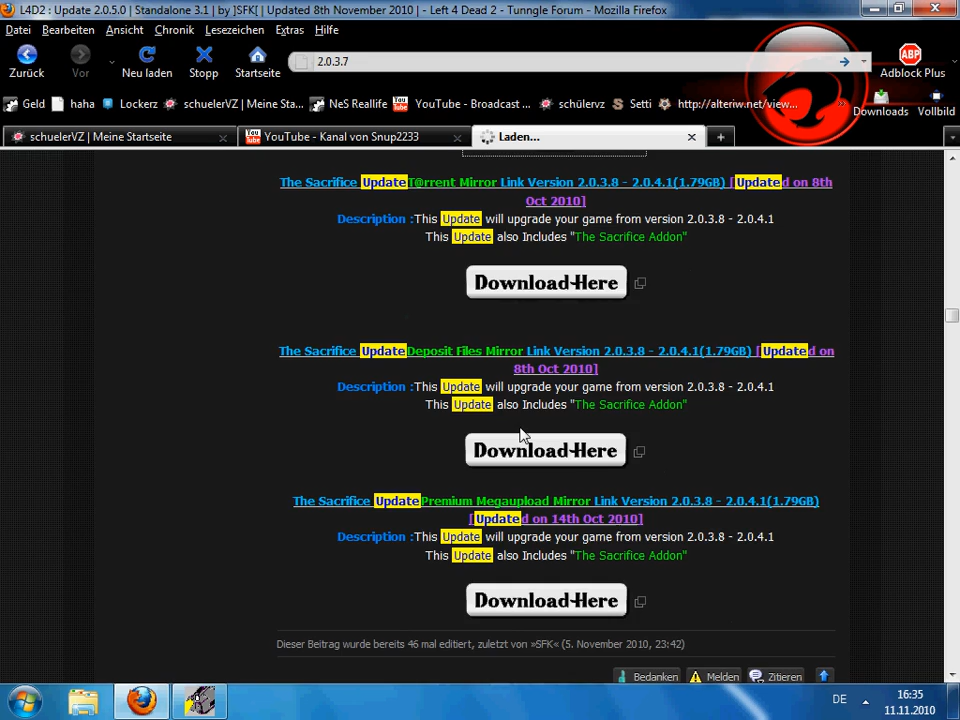 L4D2 : Update 2.0.5.0 | Standalone 3.1 | by ]SFK[ | Updated 8th November 2010 | - Left 4 Dead 2 - Tunngle Forum - Mozilla Firefox
Datei Bearbeiten Ansicht Chronik Lesezeichen Extras Hilfe
2.0.3.7
Zurück Vor Neu laden Stopp Startseite Adblock Plus
Geld haha Lockerz schuelerVZ | Meine Sta... NeS Reallife YouTube - Broadcast ... schülervz Setti http://alteriw.net/view... Downloads Vollbild
schuelerVZ | Meine Startseite YouTube - Kanal von Snup2233 Laden...
The Sacrifice UpdateT@rrent Mirror Link Version 2.0.3.8 - 2.0.4.1(1.79GB) [Updated on 8th
Oct 2010]
Description :This Update will upgrade your game from version 2.0.3.8 - 2.0.4.1
This Update also Includes "The Sacrifice Addon"
Download Here
The Sacrifice UpdateDeposit Files Mirror Link Version 2.0.3.8 - 2.0.4.1(1.79GB) [Updated on
8th Oct 2010]
Description :This Update will upgrade your game from version 2.0.3.8 - 2.0.4.1
This Update also Includes "The Sacrifice Addon"
Download Here
The Sacrifice UpdatePremium Megaupload Mirror Link Version 2.0.3.8 - 2.0.4.1(1.79GB)
[Updated on 14th Oct 2010]
Description :This Update will upgrade your game from version 2.0.3.8 - 2.0.4.1
This Update also Includes "The Sacrifice Addon"
Download Here
Dieser Beitrag wurde bereits 46 mal editiert, zuletzt von »SFK« (5. November 2010, 23:42)
Bedanken Melden Zitieren
DE 16:35
11.11.2010